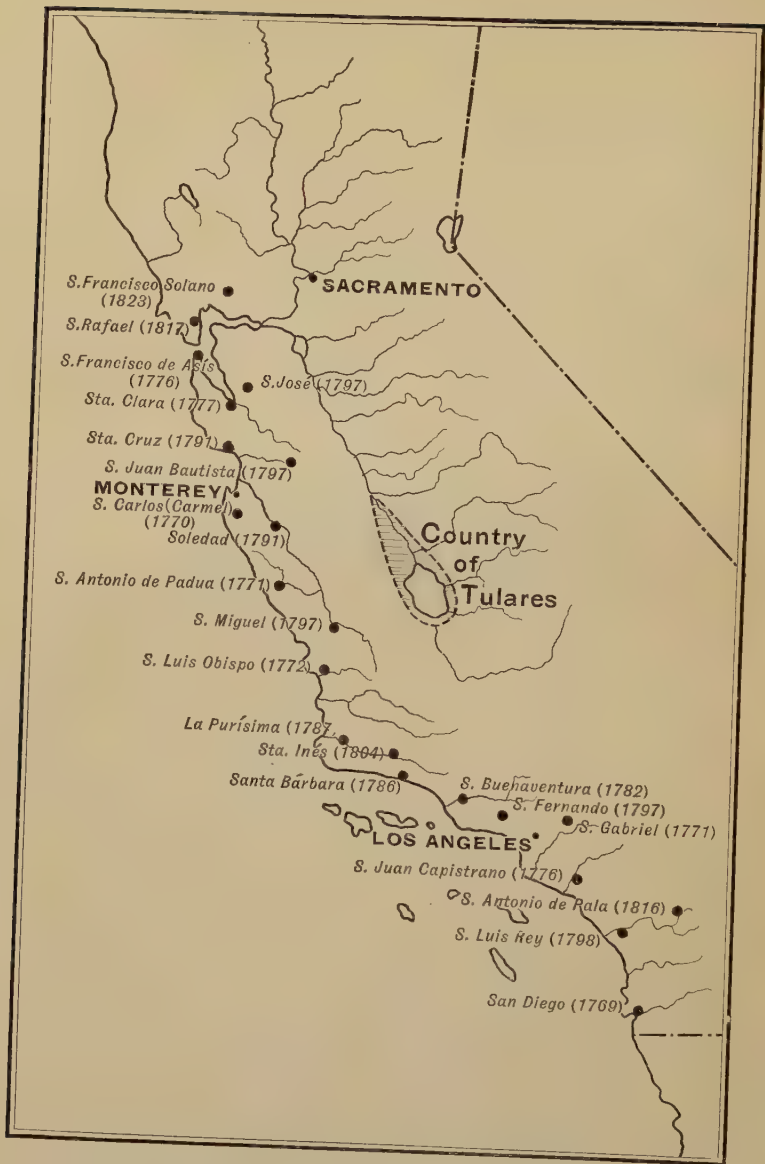 S.Francisco Solano
(1823)
SACRAMENTO
S.Rafael (1817)
S.Francisco de Asís
(1776)
S.José (1797)
Sta. Clara (1777)
Sta. Cruz (1791)
S. Juan Bautista (1797)
MONTEREY
S. Carlos (Carmel)
(1770)
Soledad (1791)
Country
of
Tulares
S. Antonio de Padua (1771)
S. Miguel (1797)
S. Luis Obispo (1772)
La Purísima (1787,
Sta. Inés (1804)
Santa Bárbara (1786)
S. Buenaventura (1782)
S. Fernando (1797)
S. Gabriel (1771)
LOS ANGELES
S. Juan Capistrano (1776)
S. Antonio de Pala (1816)
S. Luis Rey (1798)
San Diego (1769)